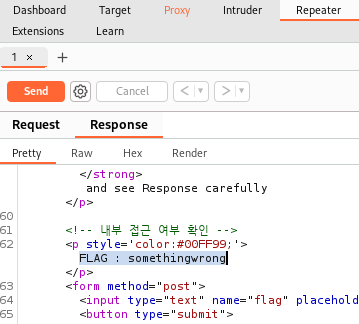 Dashboard Target Proxy Intruder Repeater
Extensions Learn
1 × +
Send Cancel < >
Request Response
Pretty Raw Hex Render
</strong>
and see Response carefully
</p>
60
61 <!-- 내부 접근 여부 확인 -->
62 <p style='color:#00FF99;'>
FLAG : somethingwrong
</p>
63 <form method="post">
64 <input type="text" name="flag" placehold
65 <button type="submit">